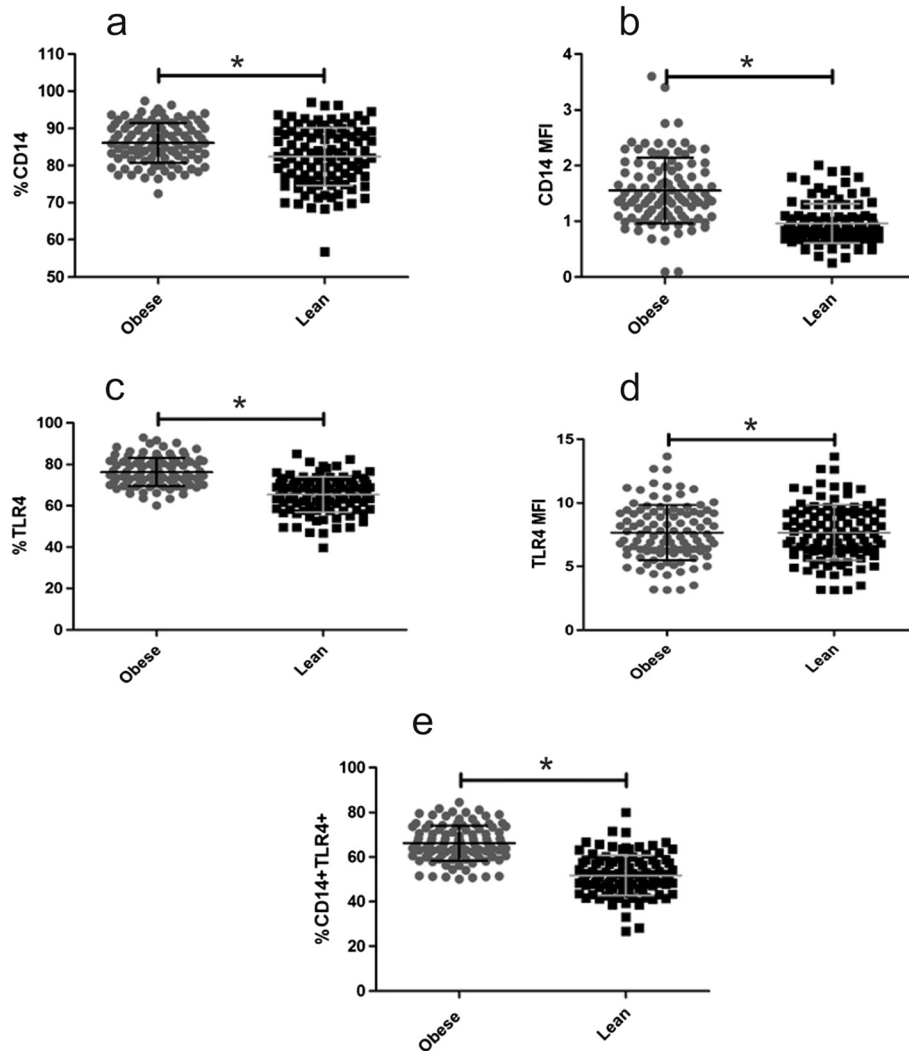 a
*
%CD14
110
100
90
80
70
60
50
Obese
Lean
b
*
CD14 MFI
4
3
2
1
0
Obese
Lean
c
*
%TLR4
100
80
60
40
20
0
Obese
Lean
d
*
TLR4 MFI
15
10
5
0
Obese
Lean
e
*
%CD14+TLR4+
100
80
60
40
20
0
Obese
Lean